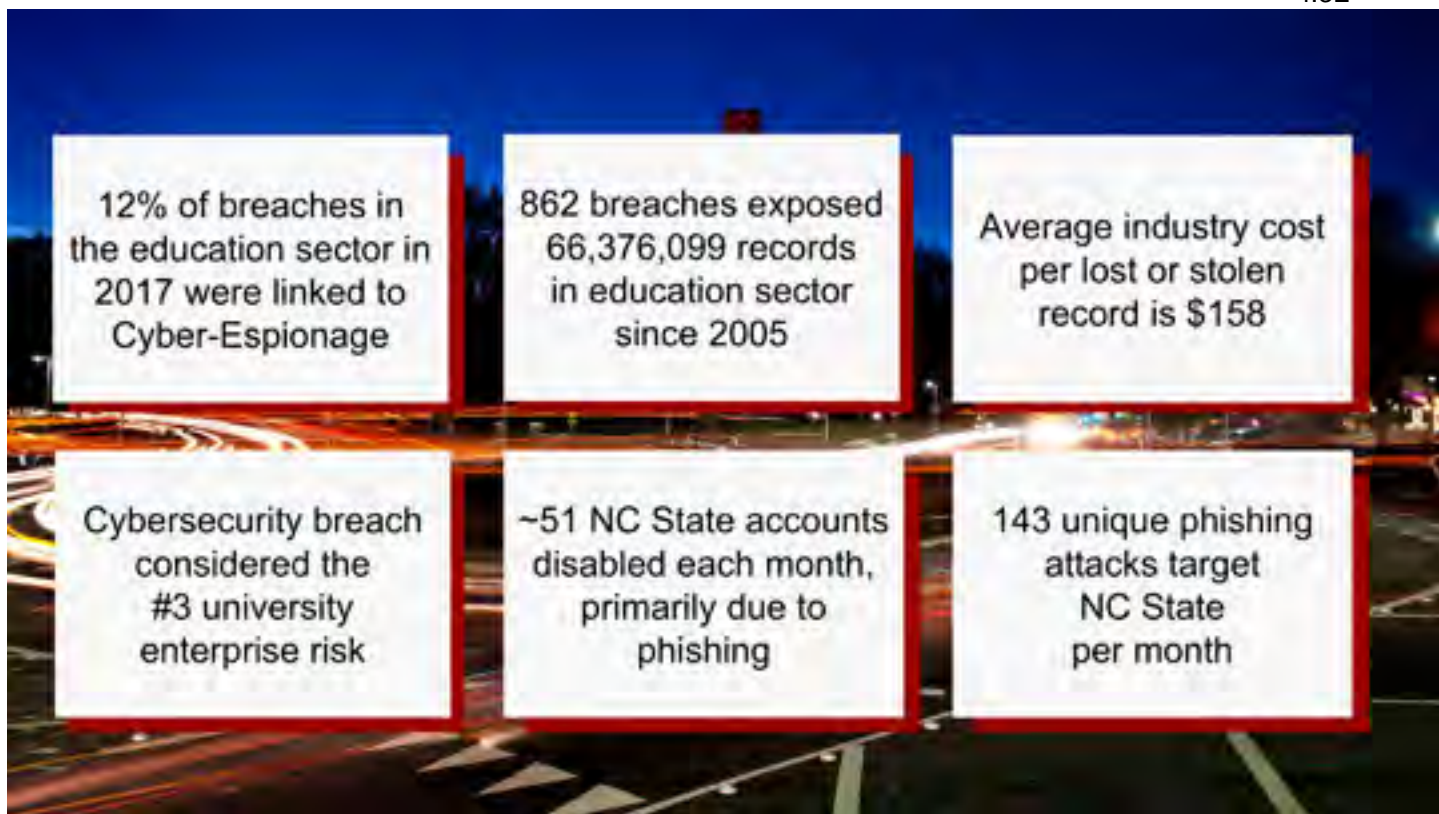 12% of breaches in
the education sector in
2017 were linked to
Cyber-Espionage
862 breaches exposed
66,376,099 records
in education sector
since 2005
Average industry cost
per lost or stolen
record is $158
Cybersecurity breach
considered the
#3 university
enterprise risk
~51 NC State accounts
disabled each month,
primarily due to
phishing
143 unique phishing
attacks target
NC State
per month